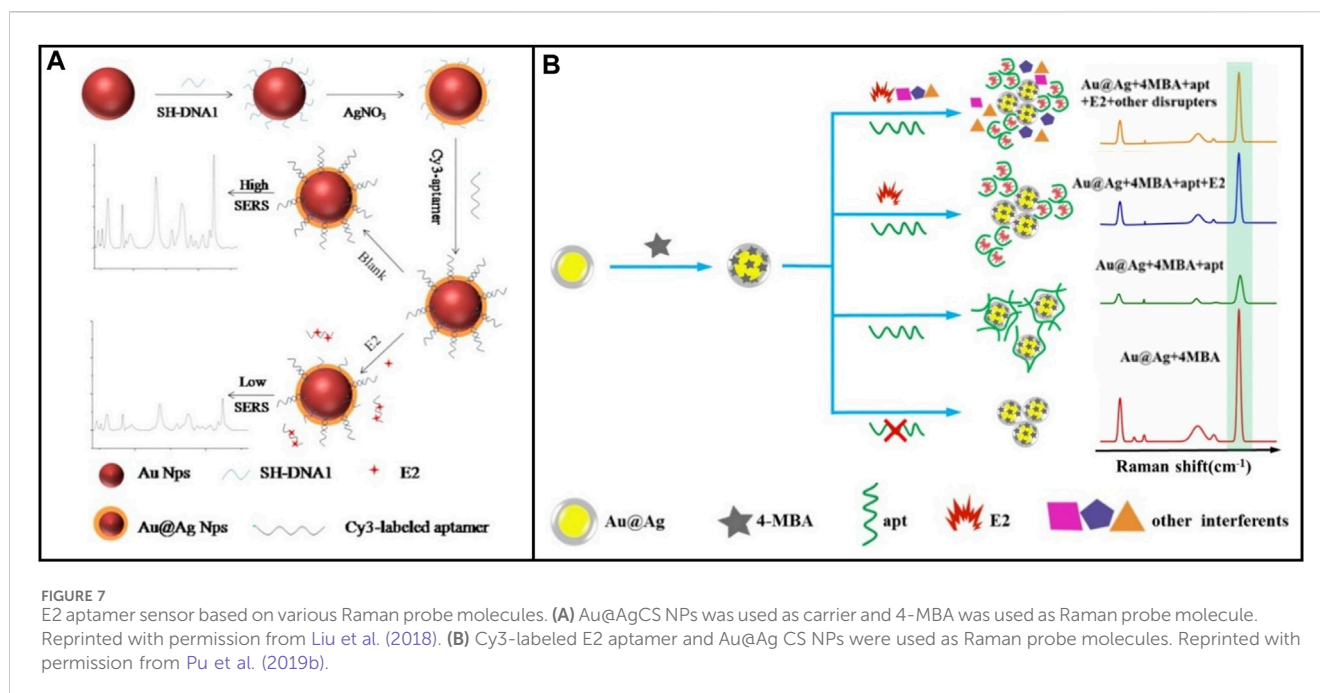 A
SH-DNA1
AgNO3
Cy3-aptamer
High
SERS
Blank
E2
Low
SERS
Au Nps
SH-DNA1
E2
Au@Ag Nps
Cy3-labeled aptamer
B
Au@Ag+4MBA+apt
+E2+other disrupters
Au@Ag+4MBA+apt+E2
Au@Ag+4MBA+apt
Au@Ag+4MBA
Raman shift(cm-1)
Au@Ag
4-MBA
apt
E2
other interferents
FIGURE 7
E2 aptamer sensor based on various Raman probe molecules. (A) Au@AgCS NPs was used as carrier and 4-MBA was used as Raman probe molecule.
Reprinted with permission from Liu et al. (2018). (B) Cy3-labeled E2 aptamer and Au@Ag CS NPs were used as Raman probe molecules. Reprinted with
permission from Pu et al. (2019b).